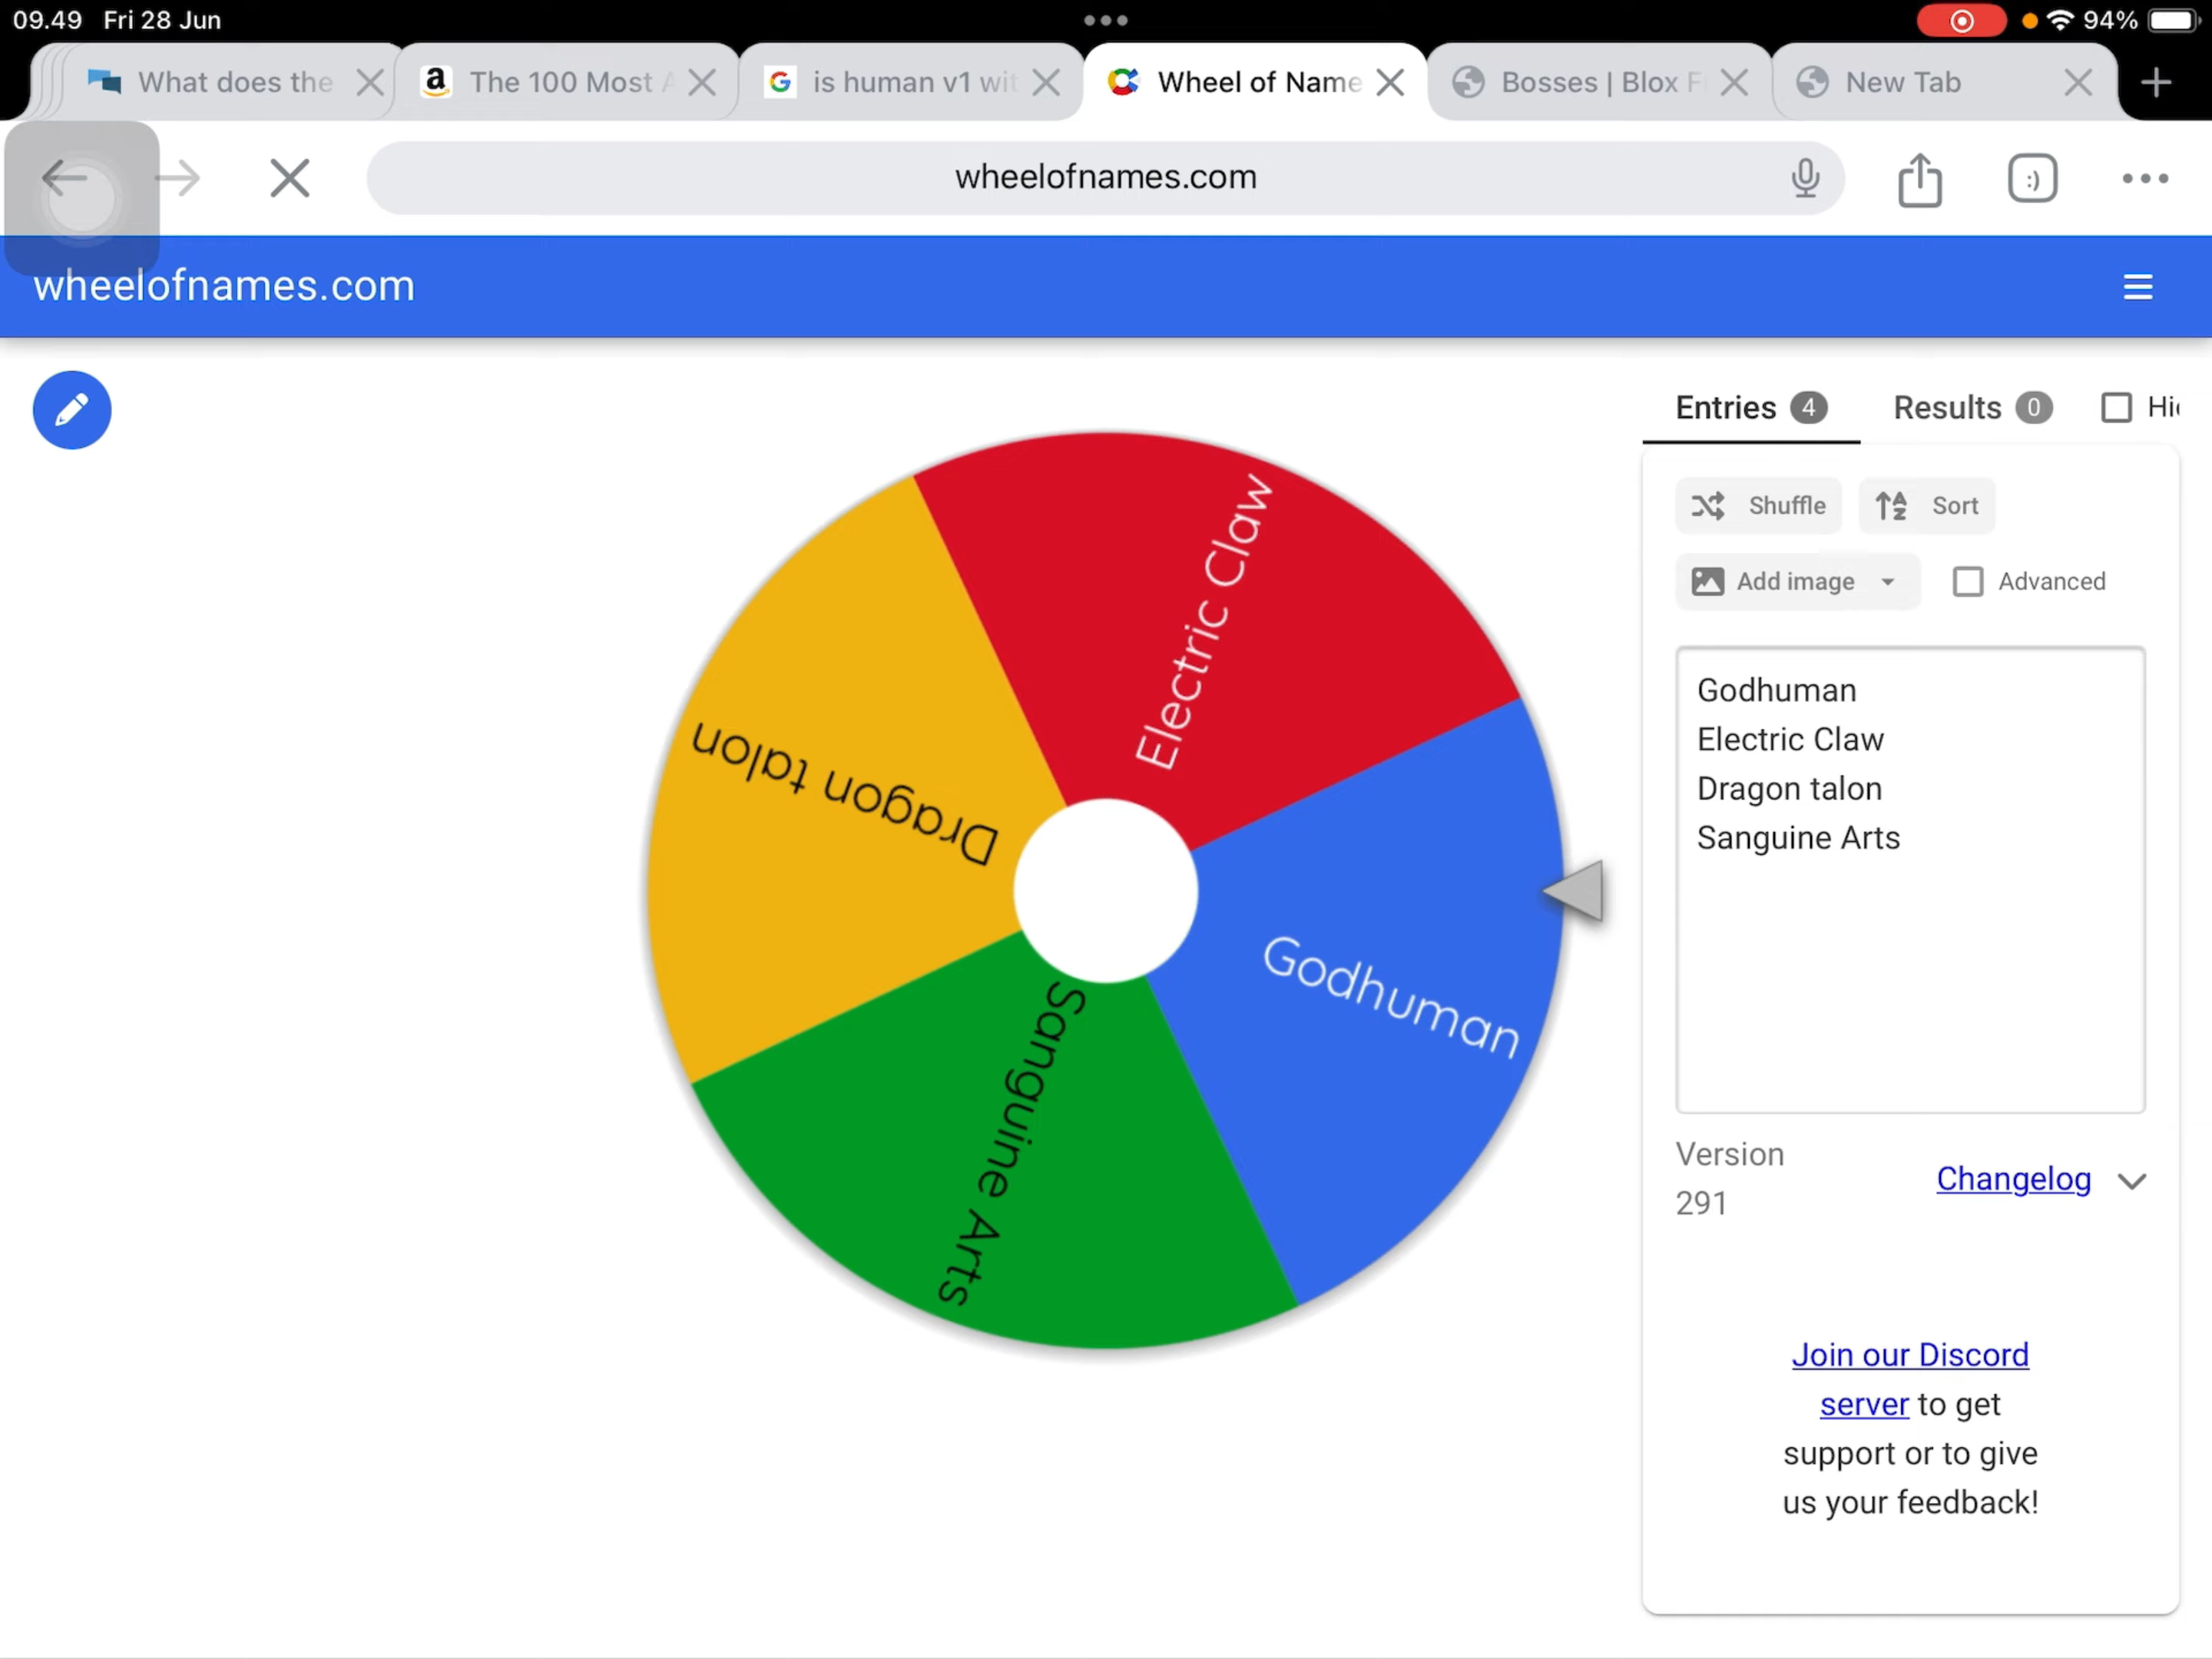 09.49 Fri 28 Jun 94%
What does the
The 100 Most A
is human v1 wit
Wheel of Name
Bosses | Blox F
New Tab
wheelofnames.com
:)
wheelofnames.com
Entries 4 Results 0 Hi
Shuffle Sort
Add image Advanced
Electric Claw
Dragon talon
Godhuman
Sanguine Arts
Godhuman
Electric Claw
Dragon talon
Sanguine Arts
Version
291
Changelog
Join our Discord
server to get
support or to give
us your feedback!